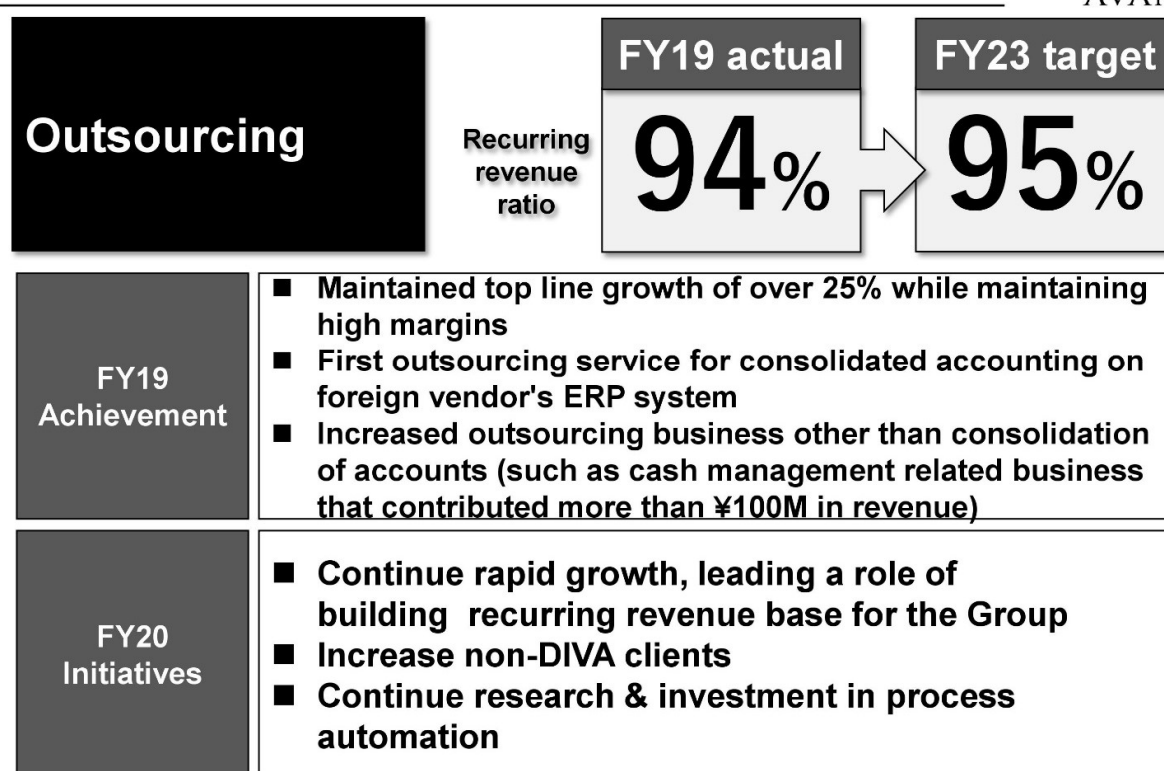 Outsourcing
Recurring
revenue
ratio
FY19 actual
94%
FY23 target
95%
FY19
Achievement
■ Maintained top line growth of over 25% while maintaining
high margins
■ First outsourcing service for consolidated accounting on
foreign vendor's ERP system
■ Increased outsourcing business other than consolidation
of accounts (such as cash management related business
that contributed more than ¥100M in revenue)
FY20
Initiatives
■ Continue rapid growth, leading a role of
building  recurring revenue base for the Group
■ Increase non-DIVA clients
■ Continue research & investment in process
automation